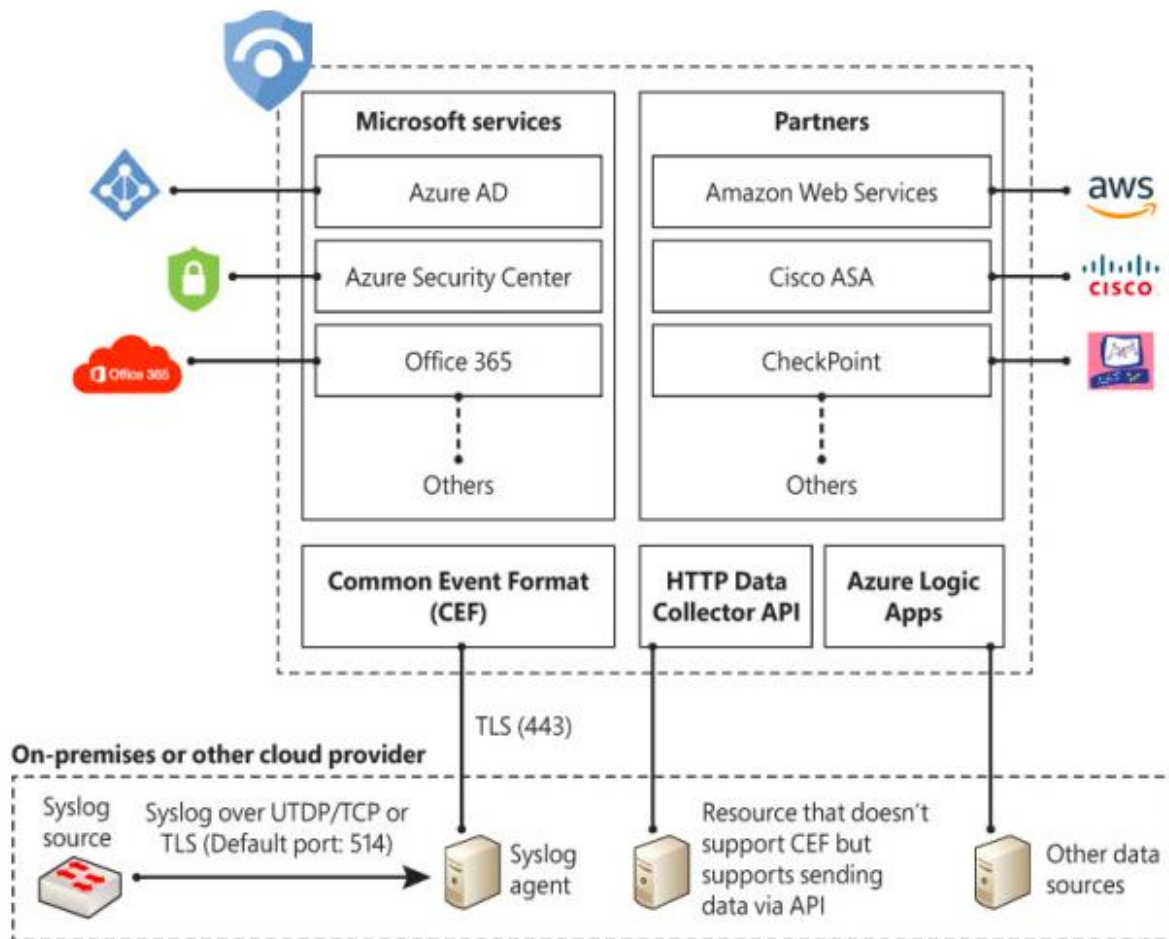 Microsoft services
Partners
Azure AD
Amazon Web Services
aws
Azure Security Center
Cisco ASA
CISCO
Office 365
Office 365
CheckPoint
Others
Others
Common Event Format
(CEF)
HTTP Data
Collector API
Azure Logic
Apps
TLS (443)
On-premises or other cloud provider
Syslog
source
Syslog over UTDP/TCP or
TLS (Default port: 514)
Syslog
agent
Resource that doesn’t
support CEF but
supports sending
data via API
Other data
sources